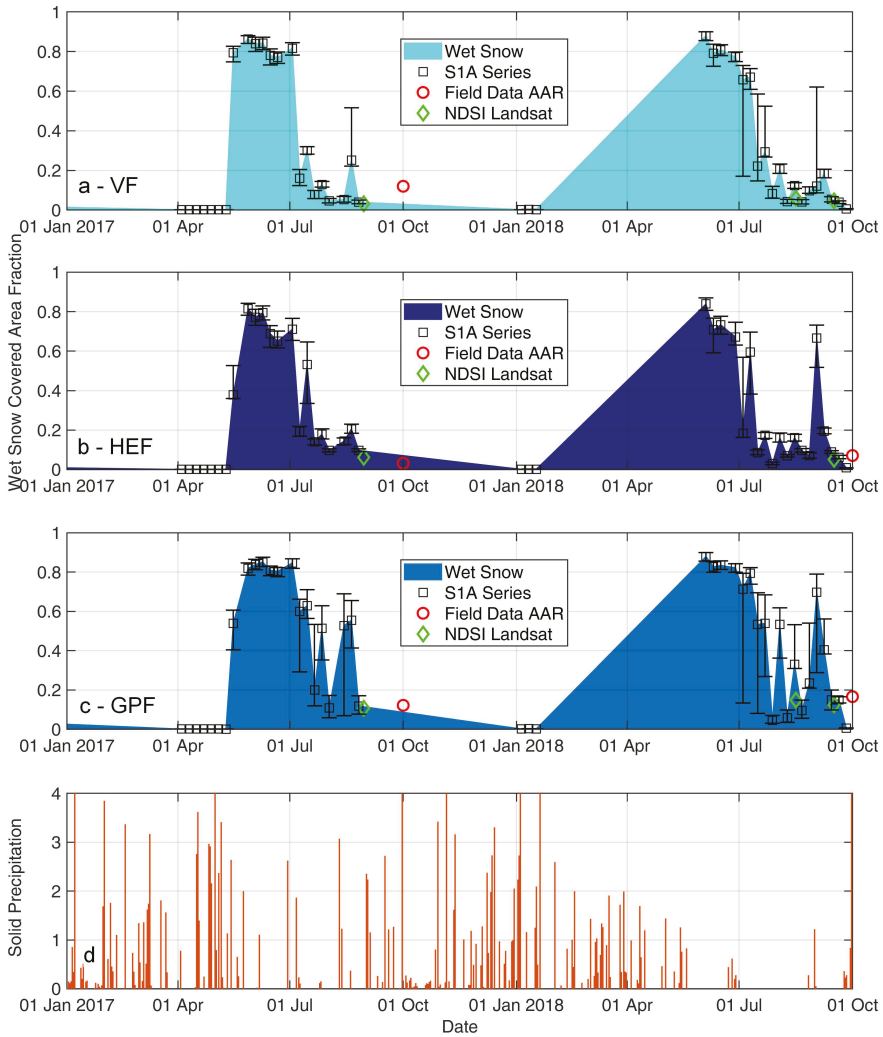 1
0.8
0.6
0.4
0.2
0
Wet Snow
S1A Series
Field Data AAR
NDSI Landsat
a - VF
01 Jan 2017 01 Apr 01 Jul 01 Oct 01 Jan 2018 01 Apr 01 Jul 01 Oct
Wet Snow Covered Area Fraction
1
0.8
0.6
0.4
0.2
0
Wet Snow
S1A Series
Field Data AAR
NDSI Landsat
b - HEF
01 Jan 2017 01 Apr 01 Jul 01 Oct 01 Jan 2018 01 Apr 01 Jul 01 Oct
1
0.8
0.6
0.4
0.2
0
Wet Snow
S1A Series
Field Data AAR
NDSI Landsat
c - GPF
01 Jan 2017 01 Apr 01 Jul 01 Oct 01 Jan 2018 01 Apr 01 Jul 01 Oct
Solid Precipitation
4
3
2
1
0
d
01 Jan 2017 01 Apr 01 Jul 01 Oct 01 Jan 2018 01 Apr 01 Jul 01 Oct
Date